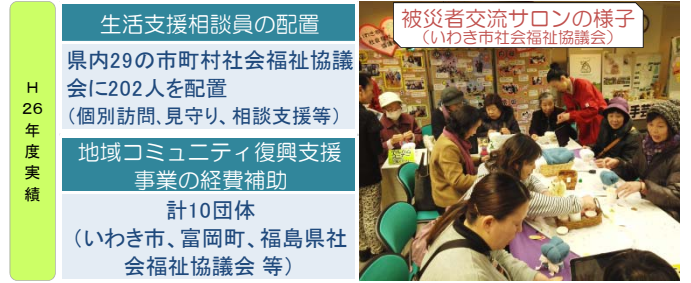 H
26
年
度
実
績
生活支援相談員の配置
県内29の市町村社会福祉協議
会に202人を配置
（個別訪問、見守り、相談支援等）
地域コミュニティ復興支援
事業の経費補助
計10団体
（いわき市、富岡町、福島県社
会福祉協議会 等）
被災者交流サロンの様子
（いわき市社会福祉協議会）